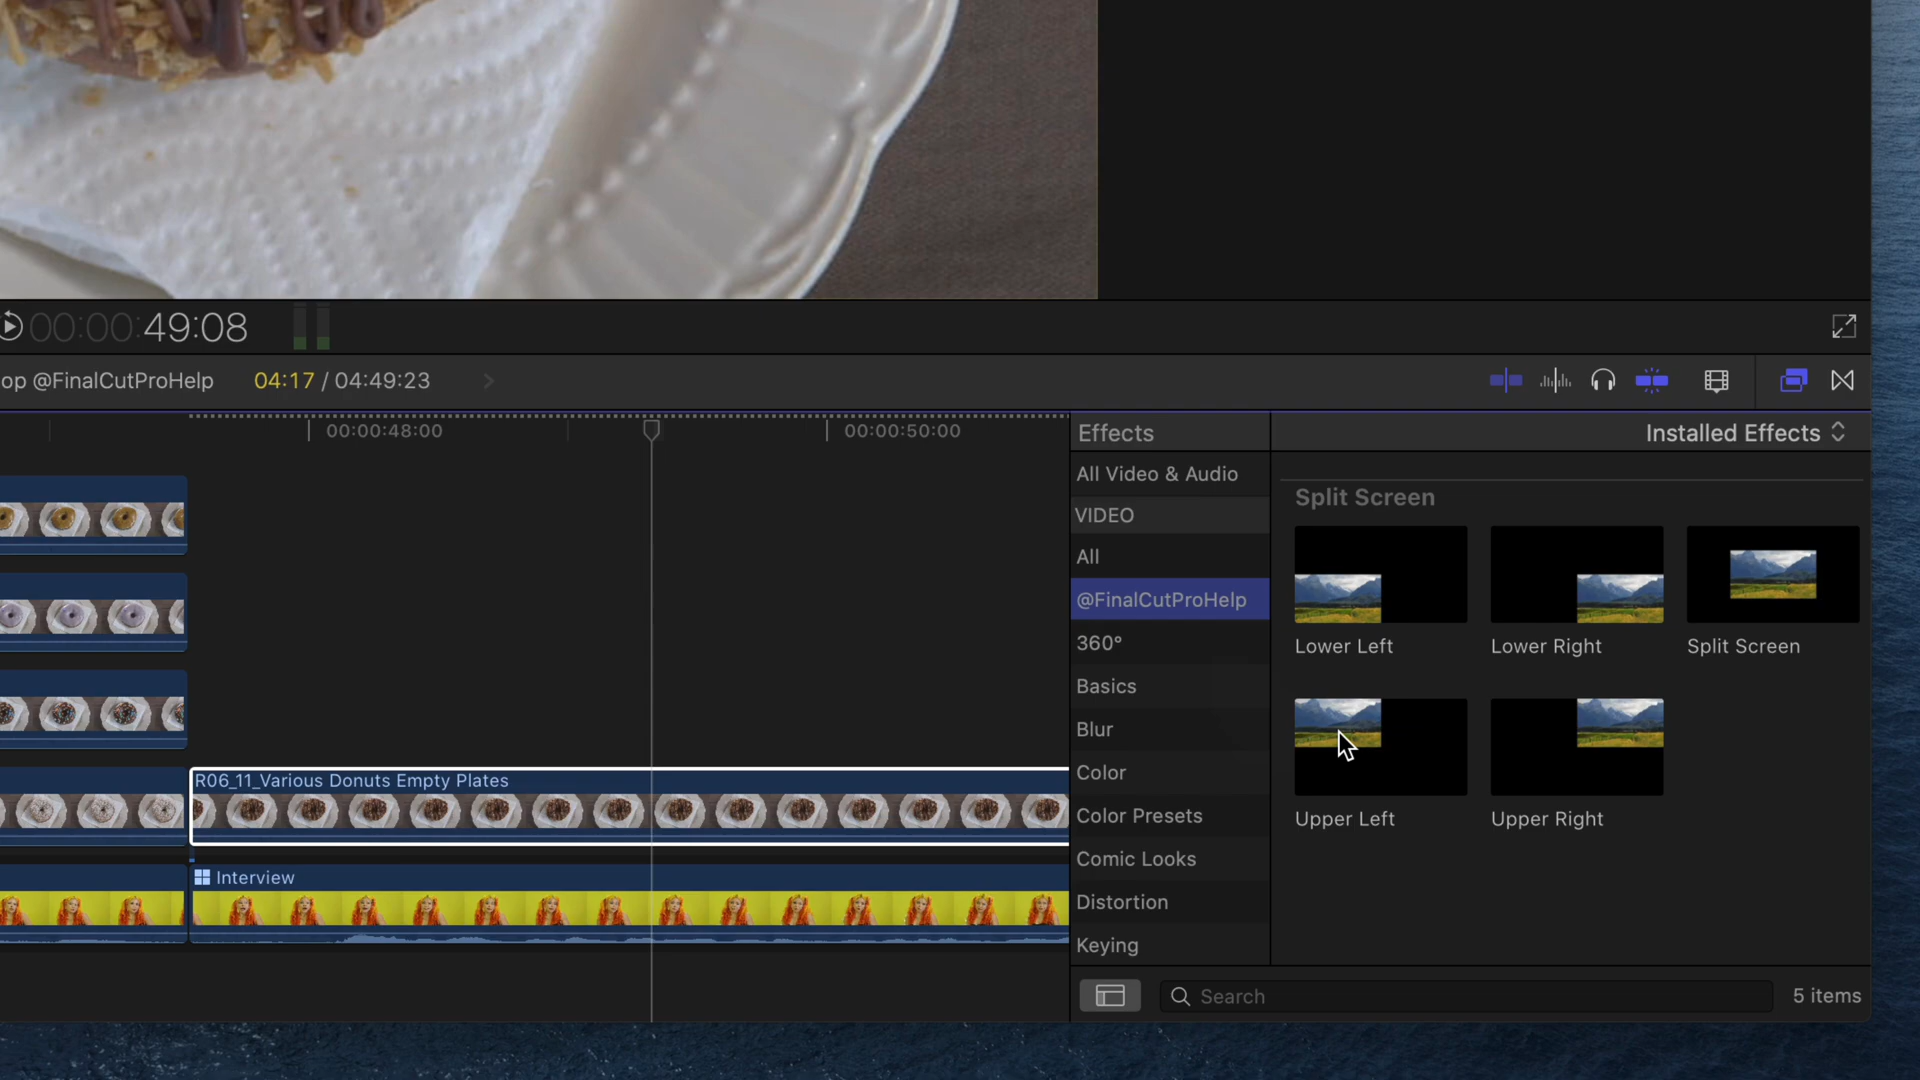 00:00:49:08
op @FinalCutProHelp
04:17 / 04:49:23
00:00:48:00
00:00:50:00
Effects
Installed Effects
All Video & Audio
VIDEO
All
@FinalCutProHelp
360°
Basics
Blur
Color
Color Presets
Comic Looks
Distortion
Keying
Split Screen
Lower Left
Lower Right
Split Screen
Upper Left
Upper Right
R06_11_Various Donuts Empty Plates
Interview
Search
5 items